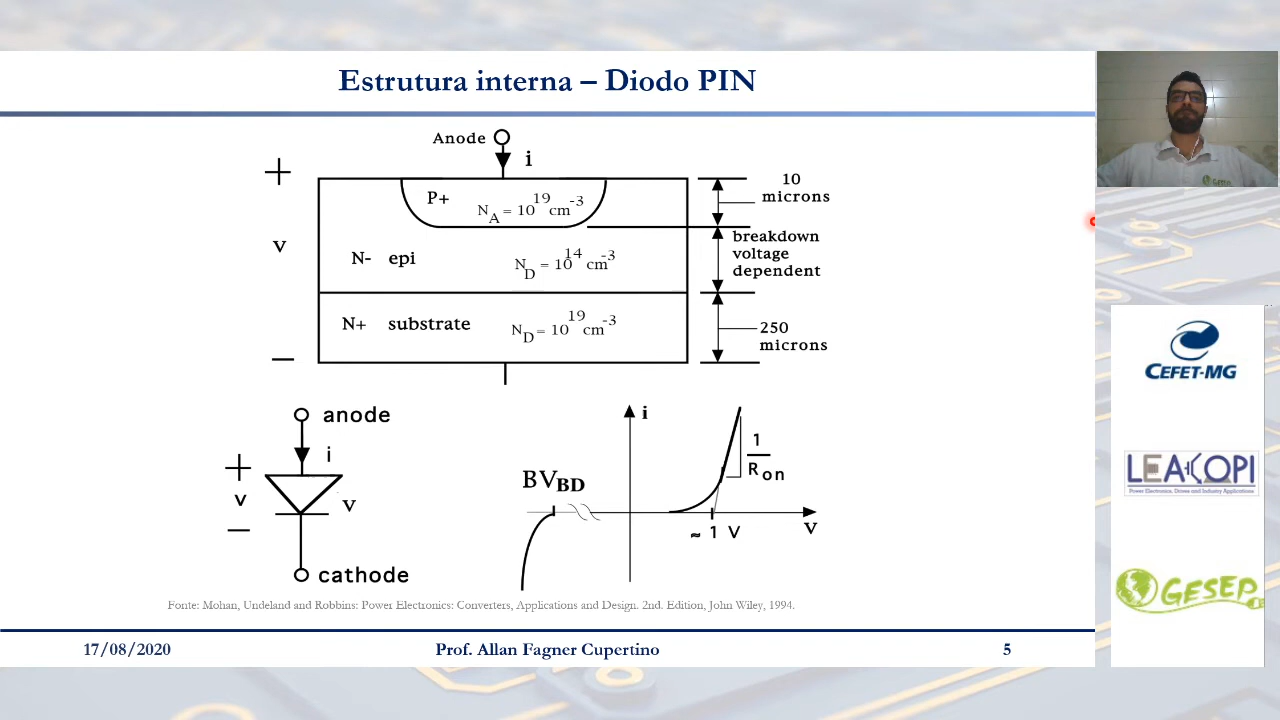 Estrutura interna – Diodo PIN
Anode
i
+
v
−
P+
N_A = 10^19 cm^-3
N- epi
N_D = 10^14 cm^-3
N+ substrate
N_D = 10^19 cm^-3
10
microns
breakdown
voltage
dependent
250
microns
anode
i
+
v
−
v
cathode
i
BV_BD
1
R_on
≈ 1 V
v
Fonte: Mohan, Undeland and Robbins: Power Electronics: Converters, Applications and Design. 2nd. Edition, John Wiley, 1994.
17/08/2020
Prof. Allan Fagner Cupertino
5
CEFET-MG
LEACOPI
Power Electronics, Drives and Industry Applications
GESEP